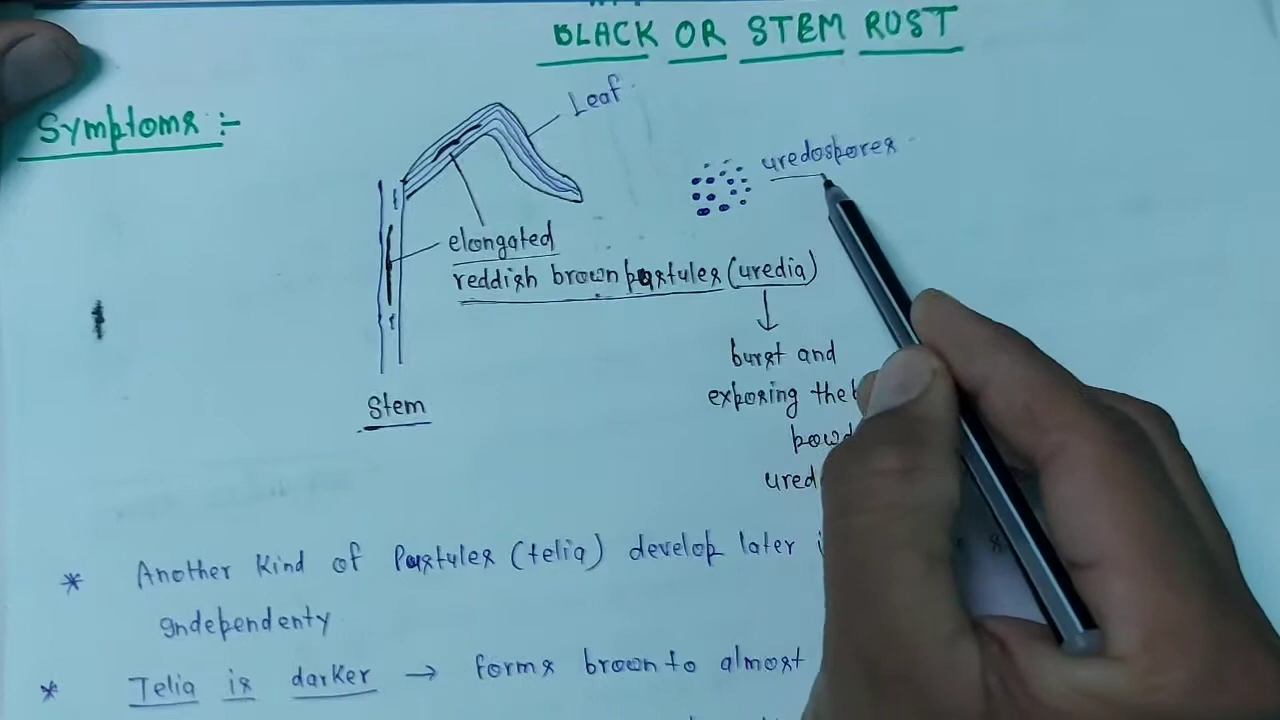 BLACK OR STEM RUST
Symptoms :-
Leaf
uredospores
elongated
reddish brown pustules (uredia)
burst and
exposing the
Stem
Another kind of Pustules (telia) develop later
independenty
Telia is darker → forms brown to almost